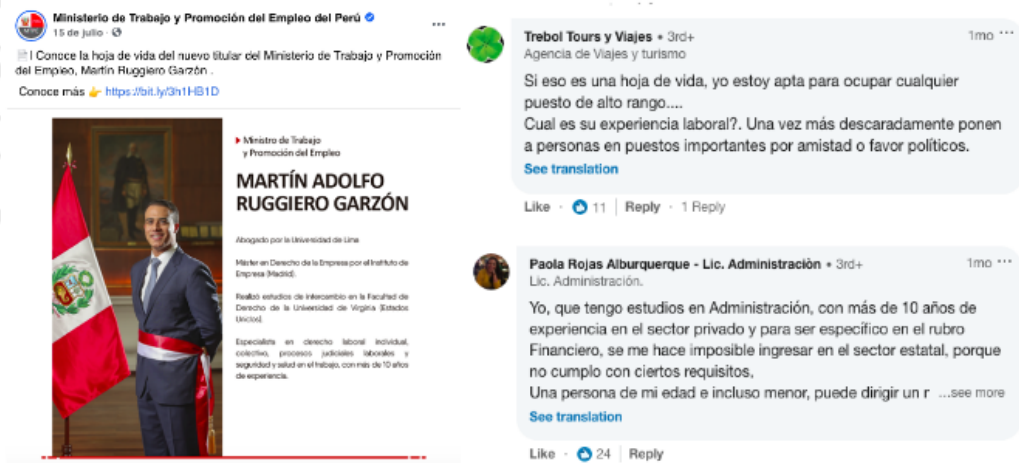 Ministerio de Trabajo y Promoción del Empleo del Perú
15 de julio ·
| Conoce la hoja de vida del nuevo titular del Ministerio de Trabajo y Promoción
del Empleo, Martín Ruggiero Garzón .
Conoce más 👉 https://bit.ly/3h1HB1D
Ministro de Trabajo
y Promoción del Empleo
MARTÍN ADOLFO
RUGGIERO GARZÓN
Abogado por la Universidad de Lima
Máster en Derecho de la Empresa por el Instituto de
Empresa (Madrid).
Realizó estudios de intercambio en la Facultad de
Derecho de la Universidad de Virginia (Estados
Unidos).
Especialista en derecho laboral individual,
colectivo, procesos judiciales laborales y
seguridad y salud en el trabajo, con más de 10 años
de experiencia.
Trebol Tours y Viajes • 3rd+
1mo ···
Agencia de Viajes y turismo
Si eso es una hoja de vida, yo estoy apta para ocupar cualquier
puesto de alto rango....
Cual es su experiencia laboral?. Una vez más descaradamente ponen
a personas en puestos importantes por amistad o favor políticos.
See translation
Like · 11 | Reply · 1 Reply
Paola Rojas Alburquerque - Lic. Administraciòn • 3rd+
1mo ···
Lic. Administración.
Yo, que tengo estudios en Administración, con más de 10 años de
experiencia en el sector privado y para ser específico en el rubro
Financiero, se me hace imposible ingresar en el sector estatal, porque
no cumplo con ciertos requisitos,
Una persona de mi edad e incluso menor, puede dirigir un r ...see more
See translation
Like · 24 | Reply